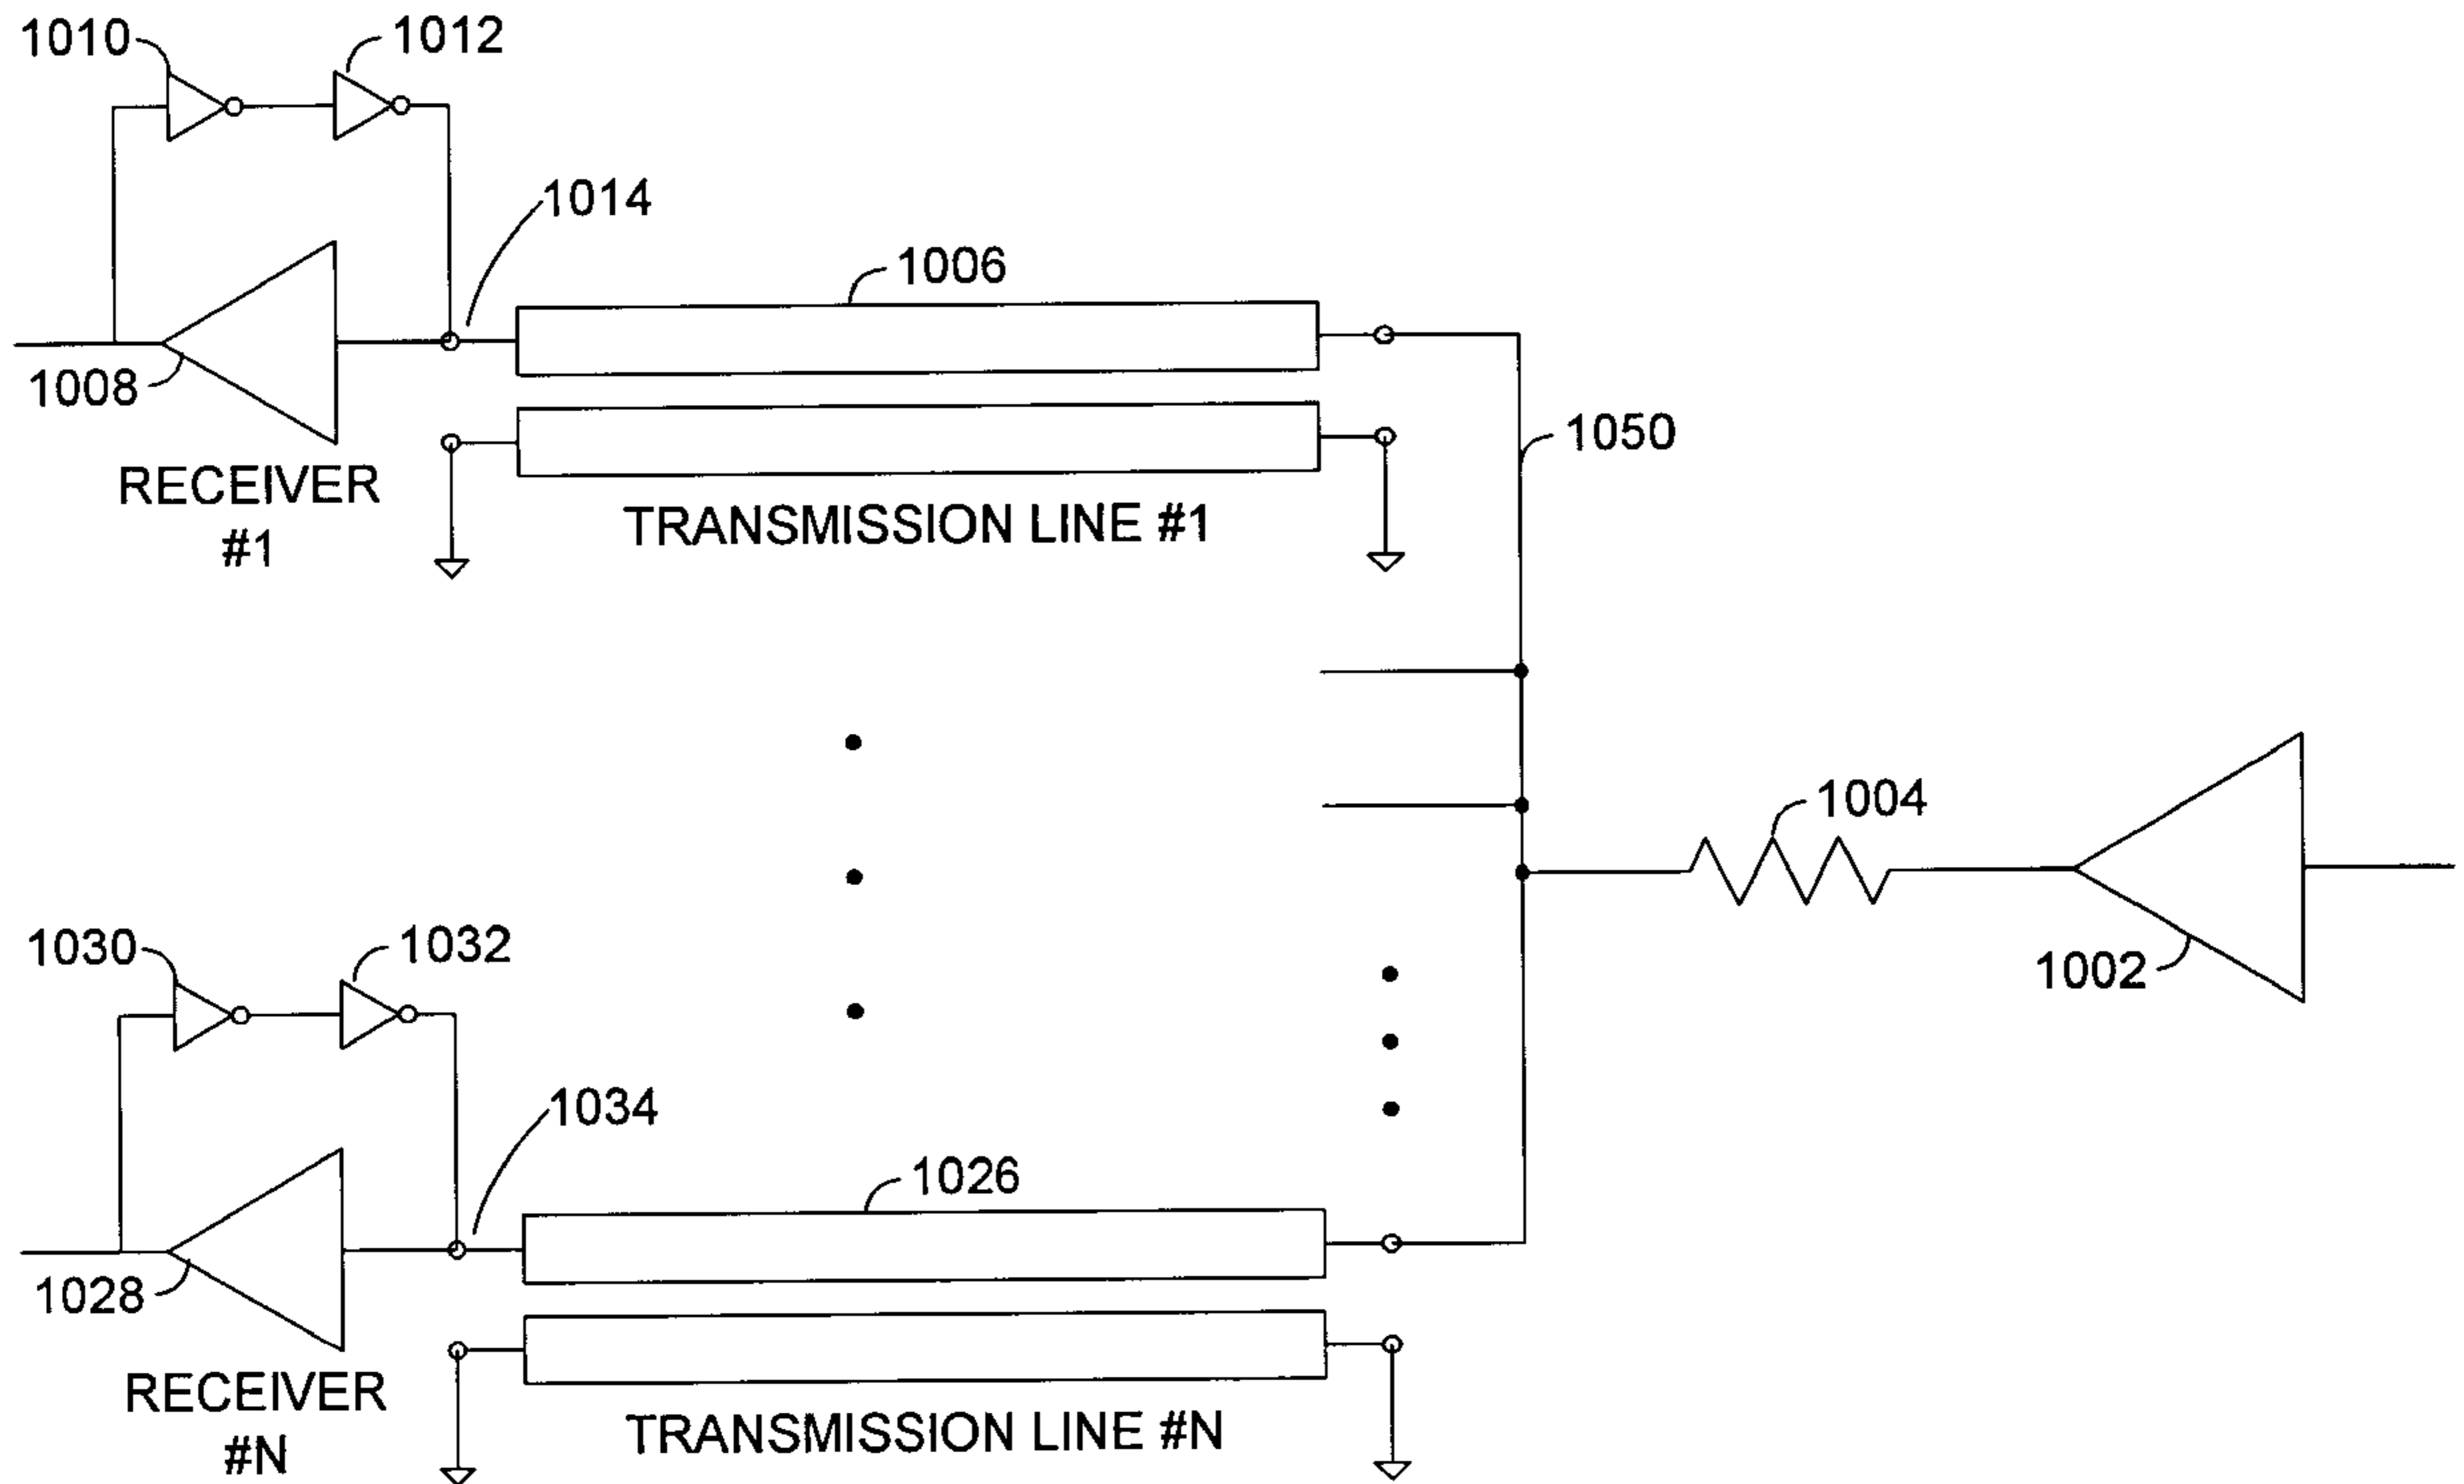 1010
1012
1014
1006
1008
1050
RECEIVER
#1
TRANSMISSION LINE #1
1004
1030
1032
1002
1034
1026
1028
RECEIVER
#N
TRANSMISSION LINE #N